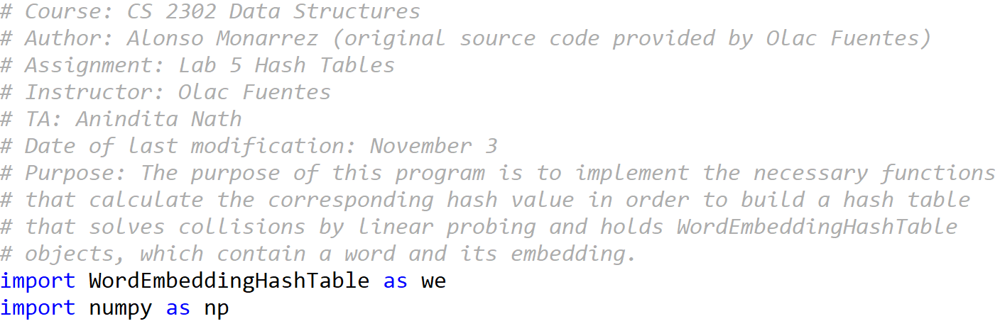 # Course: CS 2302 Data Structures
# Author: Alonso Monarrez (original source code provided by Olac Fuentes)
# Assignment: Lab 5 Hash Tables
# Instructor: Olac Fuentes
# TA: Anindita Nath
# Date of last modification: November 3
# Purpose: The purpose of this program is to implement the necessary functions
# that calculate the corresponding hash value in order to build a hash table
# that solves collisions by linear probing and holds WordEmbeddingHashTable
# objects, which contain a word and its embedding.
import WordEmbeddingHashTable as we
import numpy as np